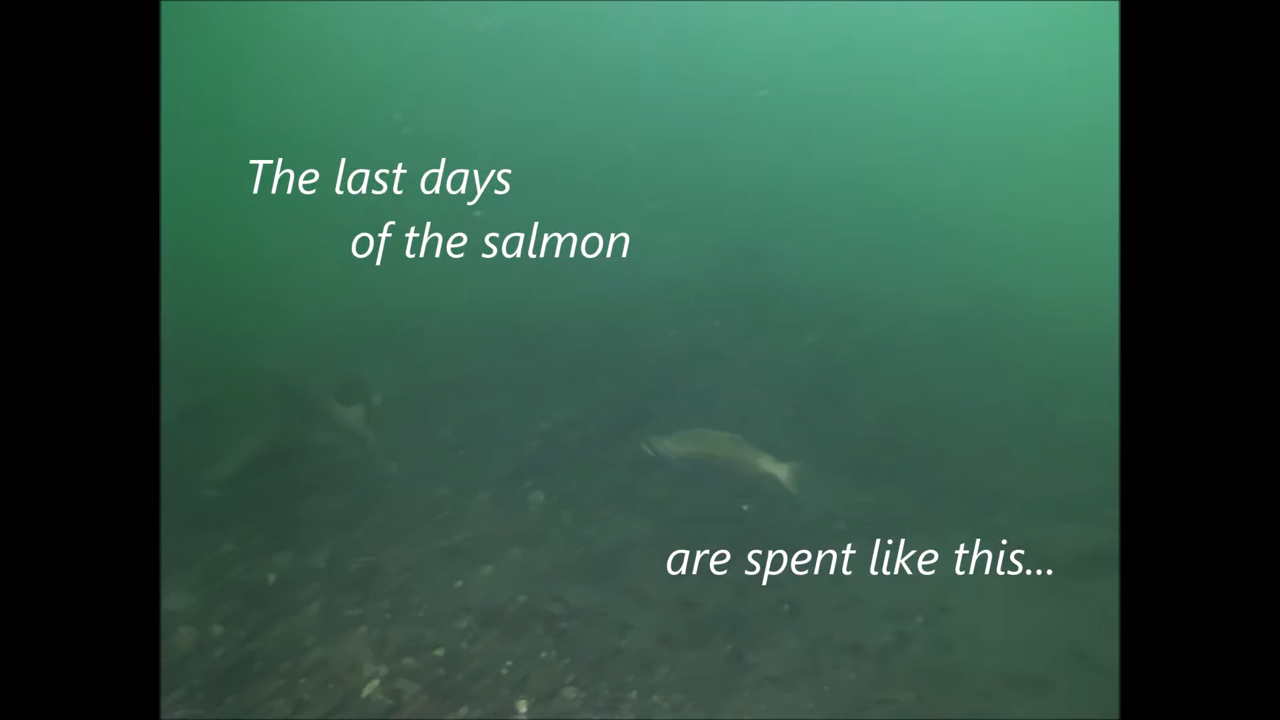 The last days
of the salmon
are spent like this...